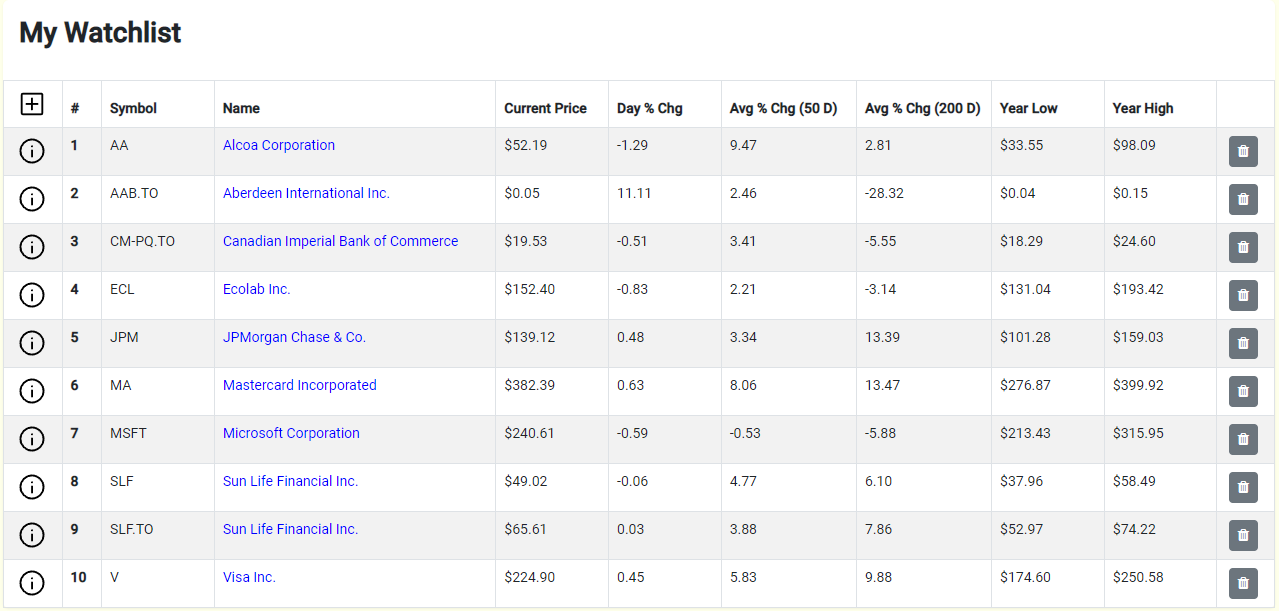 My Watchlist
# Symbol Name Current Price Day % Chg Avg % Chg (50 D) Avg % Chg (200 D) Year Low Year High
1 AA Alcoa Corporation $52.19 -1.29 9.47 2.81 $33.55 $98.09
2 AAB.TO Aberdeen International Inc. $0.05 11.11 2.46 -28.32 $0.04 $0.15
3 CM-PQ.TO Canadian Imperial Bank of Commerce $19.53 -0.51 3.41 -5.55 $18.29 $24.60
4 ECL Ecolab Inc. $152.40 -0.83 2.21 -3.14 $131.04 $193.42
5 JPM JPMorgan Chase & Co. $139.12 0.48 3.34 13.39 $101.28 $159.03
6 MA Mastercard Incorporated $382.39 0.63 8.06 13.47 $276.87 $399.92
7 MSFT Microsoft Corporation $240.61 -0.59 -0.53 -5.88 $213.43 $315.95
8 SLF Sun Life Financial Inc. $49.02 -0.06 4.77 6.10 $37.96 $58.49
9 SLF.TO Sun Life Financial Inc. $65.61 0.03 3.88 7.86 $52.97 $74.22
10 V Visa Inc. $224.90 0.45 5.83 9.88 $174.60 $250.58